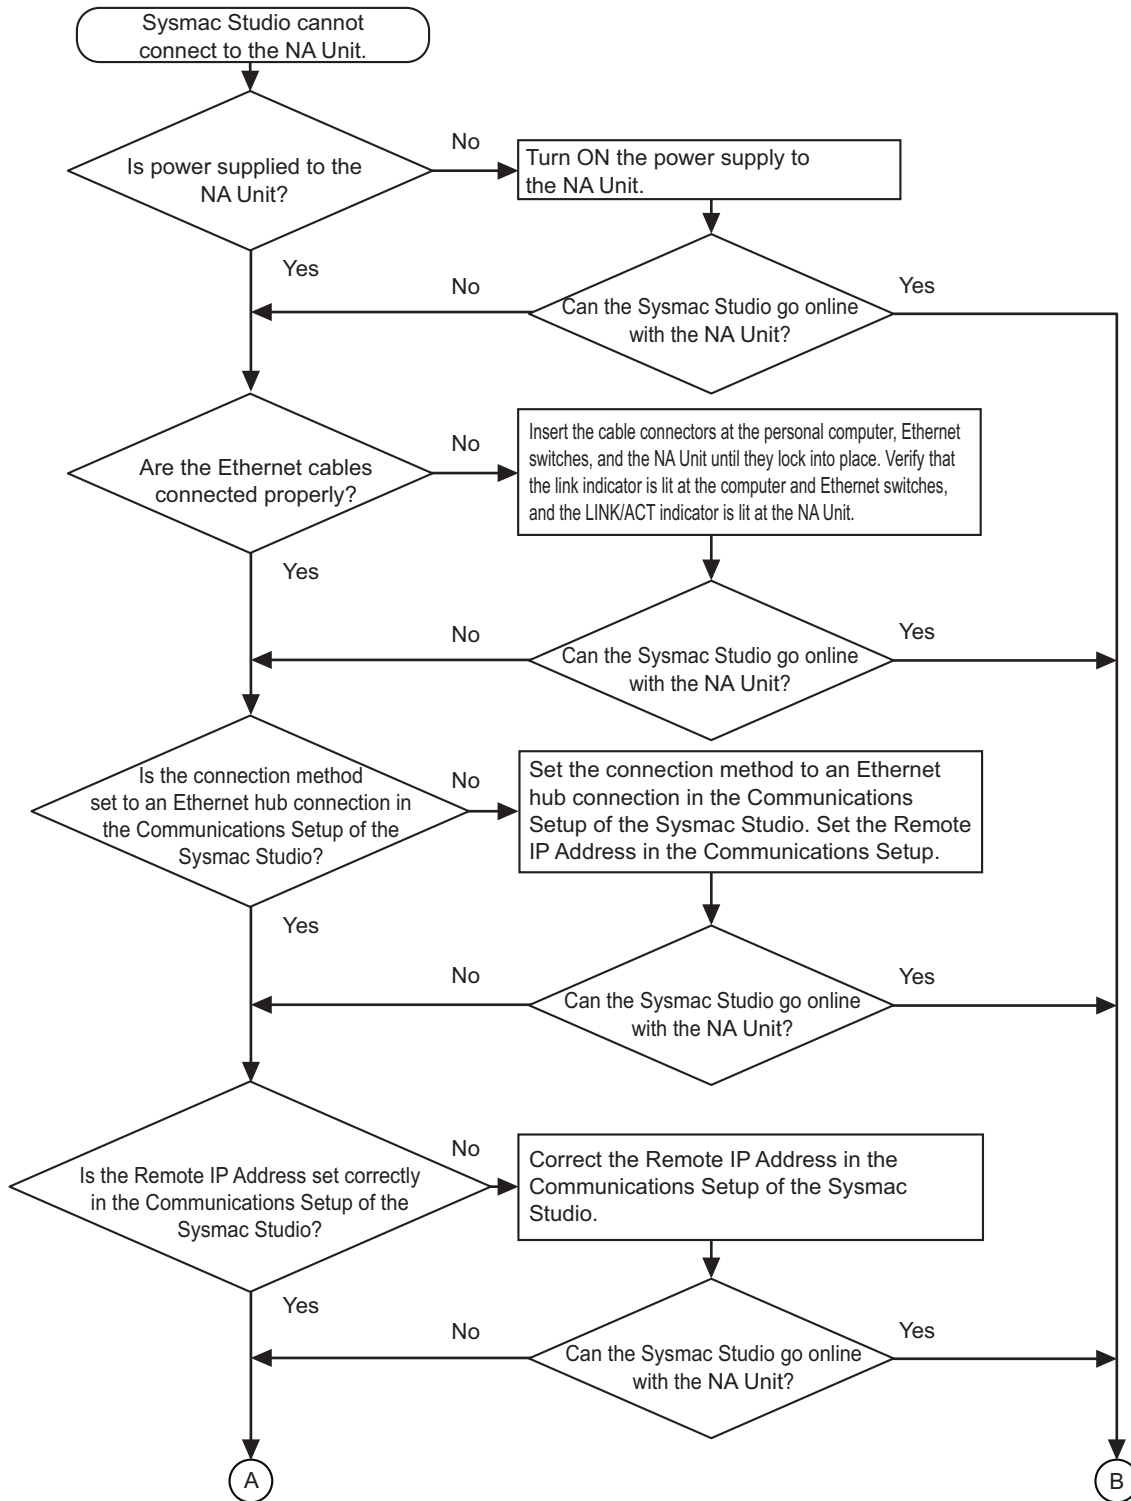 Sysmac Studio cannot
connect to the NA Unit.
Is power supplied to the
NA Unit?
No
Turn ON the power supply to
the NA Unit.
Yes
No
Can the Sysmac Studio go online
with the NA Unit?
Yes
Are the Ethernet cables
connected properly?
No
Insert the cable connectors at the personal computer, Ethernet
switches, and the NA Unit until they lock into place. Verify that
the link indicator is lit at the computer and Ethernet switches,
and the LINK/ACT indicator is lit at the NA Unit.
Yes
No
Can the Sysmac Studio go online
with the NA Unit?
Yes
Is the connection method
set to an Ethernet hub connection in
the Communications Setup of the
Sysmac Studio?
No
Set the connection method to an Ethernet
hub connection in the Communications
Setup of the Sysmac Studio. Set the Remote
IP Address in the Communications Setup.
Yes
No
Can the Sysmac Studio go online
with the NA Unit?
Yes
Is the Remote IP Address set correctly
in the Communications Setup of the
Sysmac Studio?
No
Correct the Remote IP Address in the
Communications Setup of the Sysmac
Studio.
Yes
No
Can the Sysmac Studio go online
with the NA Unit?
Yes
A
B